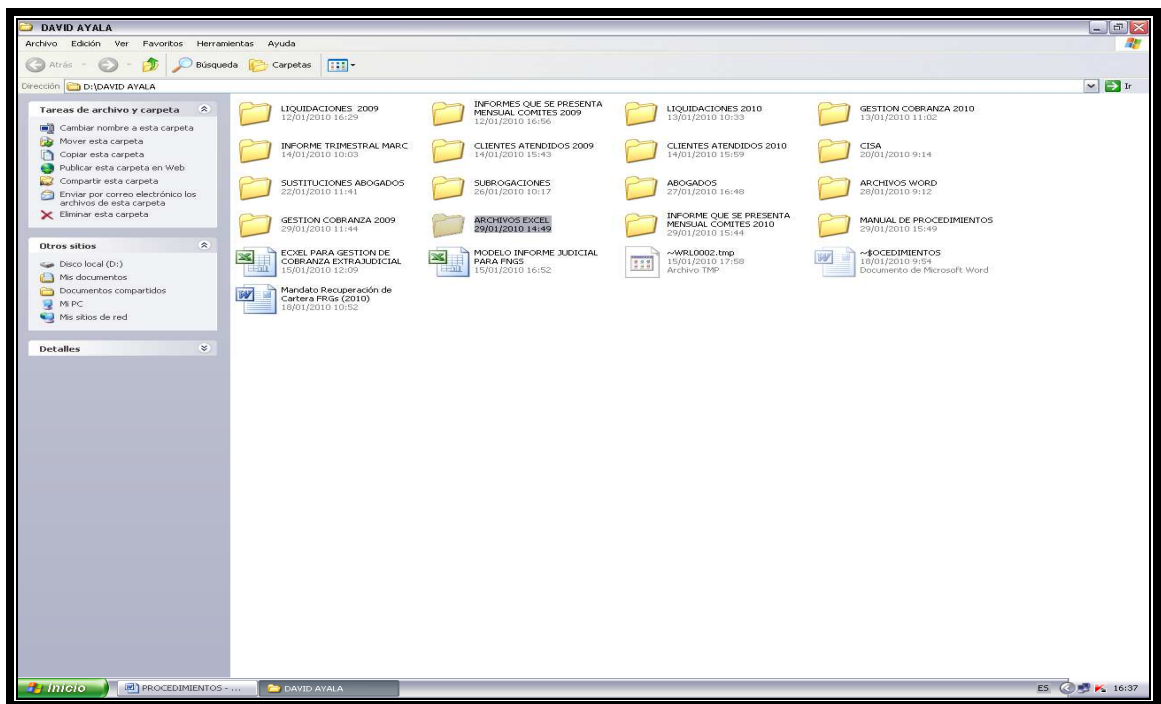 DAVID AYALA
Archivo Edición Ver Favoritos Herramientas Ayuda
Atrás Búsqueda Carpetas
Dirección D:\DAVID AYALA Ir
Tareas de archivo y carpeta
Cambiar nombre a esta carpeta
Mover esta carpeta
Copiar esta carpeta
Publicar esta carpeta en Web
Compartir esta carpeta
Enviar por correo electrónico los
archivos de esta carpeta
Eliminar esta carpeta
Otros sitios
Disco local (D:)
Mis documentos
Documentos compartidos
Mi PC
Mis sitios de red
Detalles
LIQUIDACIONES 2009
12/01/2010 16:29
INFORMES QUE SE PRESENTA
MENSUAL COMITES 2009
12/01/2010 16:56
LIQUIDACIONES 2010
13/01/2010 10:33
GESTION COBRANZA 2010
13/01/2010 11:02
INFORME TRIMESTRAL MARC
14/01/2010 10:03
CLIENTES ATENDIDOS 2009
14/01/2010 15:43
CLIENTES ATENDIDOS 2010
14/01/2010 15:59
CISA
20/01/2010 9:14
SUSTITUCIONES ABOGADOS
22/01/2010 11:41
SUBROGACIONES
26/01/2010 10:17
ABOGADOS
27/01/2010 16:48
ARCHIVOS WORD
28/01/2010 9:12
GESTION COBRANZA 2009
29/01/2010 11:44
ARCHIVOS EXCEL
29/01/2010 14:49
INFORME QUE SE PRESENTA
MENSUAL COMITES 2010
29/01/2010 15:44
MANUAL DE PROCEDIMIENTOS
29/01/2010 15:49
ECXEL PARA GESTION DE
COBRANZA EXTRAJUDICIAL
15/01/2010 12:09
MODELO INFORME JUDICIAL
PARA FNGS
15/01/2010 16:52
~WRL0002.tmp
15/01/2010 17:58
Archivo TMP
~$OCEDIMIENTOS
18/01/2010 9:54
Documento de Microsoft Word
Mandato Recuperación de
Cartera FRGs (2010)
18/01/2010 10:52
Inicio PROCEDIMIENTOS - ... DAVID AYALA ES 16:37